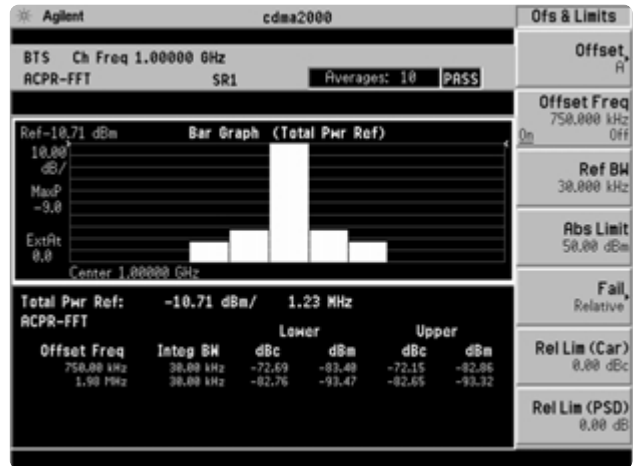 Agilent cdma2000 Ofs & Limits
BTS Ch Freq 1.00000 GHz
ACPR-FFT SR1 Averages: 10 PASS
Ref-10.71 dBm Bar Graph (Total Pwr Ref)
10.00
dB/
MaxP
-9.0
ExtAt
0.0
Center 1.00000 GHz
Total Pwr Ref: -10.71 dBm/ 1.23 MHz
ACPR-FFT
Lower Upper
Offset Freq Integ BW dBc dBm dBc dBm
750.00 kHz 30.00 kHz -72.69 -83.40 -72.15 -82.86
1.98 MHz 30.00 kHz -82.76 -93.47 -82.65 -93.32
Offset
A
Offset Freq
750.000 kHz
On Off
Ref BW
30.000 kHz
Abs Limit
50.00 dBm
Fail
Relative
Rel Lim (Car)
0.00 dBc
Rel Lim (PSD)
0.00 dB